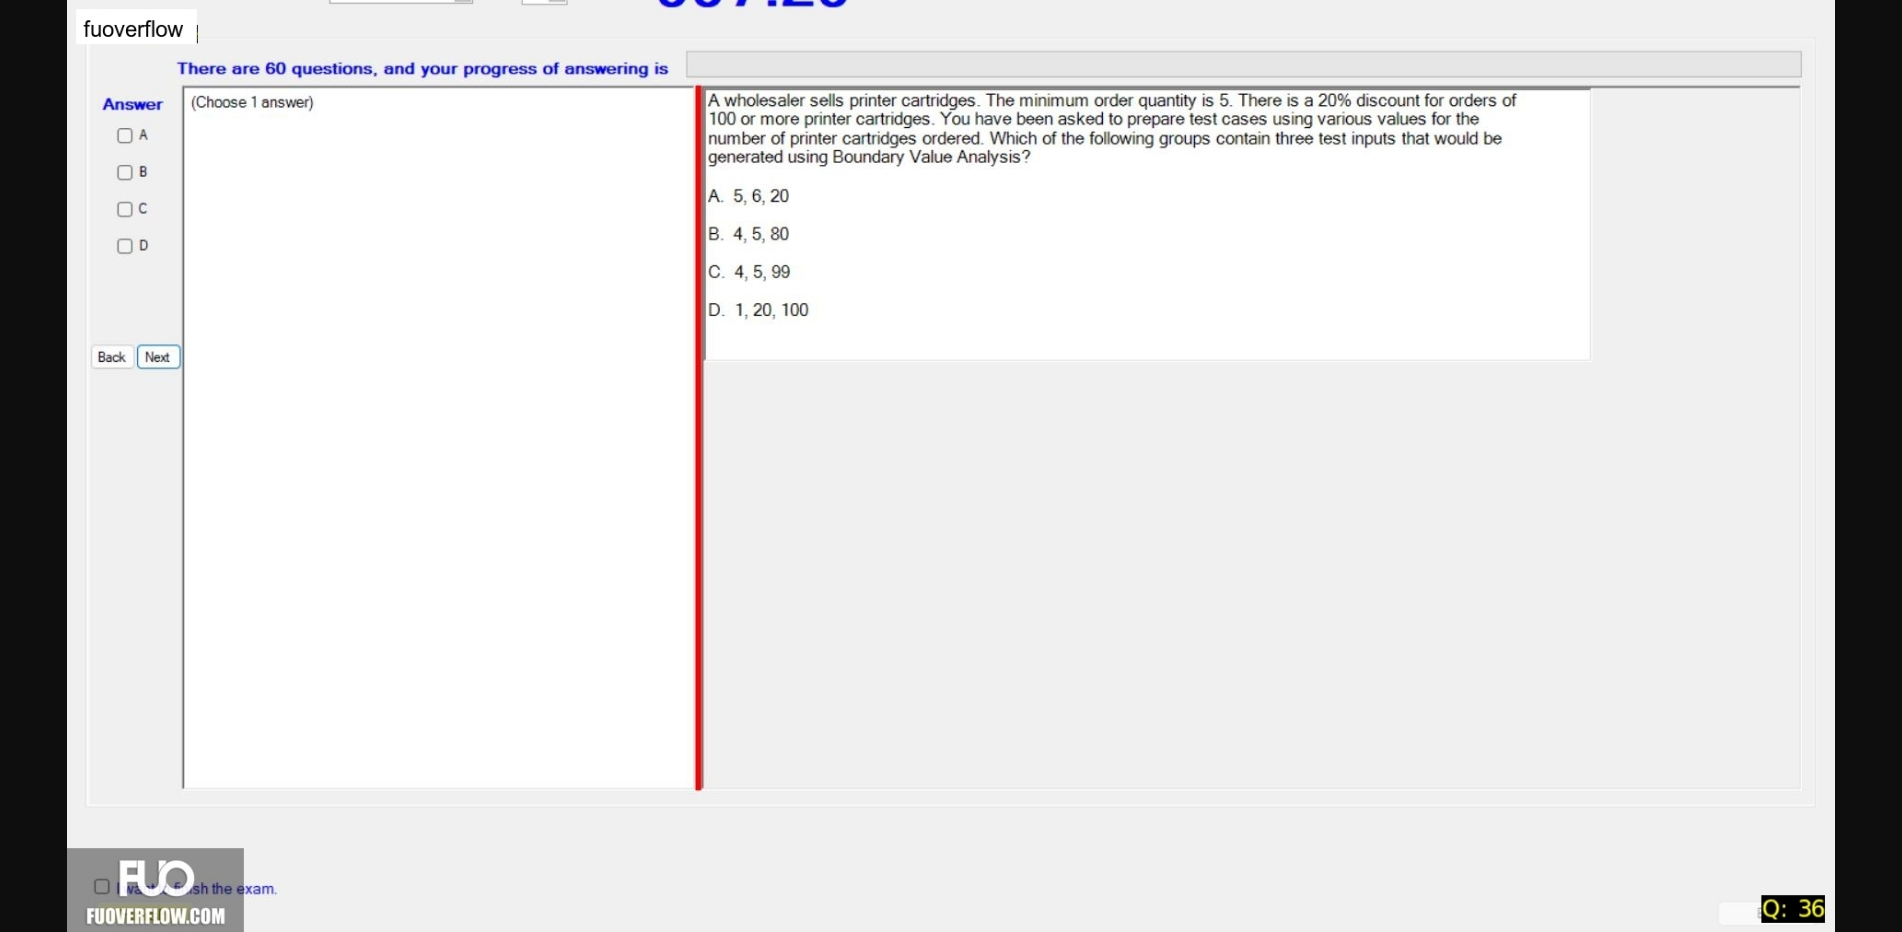 fuoverflow
There are 60 questions, and your progress of answering is
Answer
(Choose 1 answer)
A
B
C
D
Back
Next
A wholesaler sells printer cartridges. The minimum order quantity is 5. There is a 20% discount for orders of
100 or more printer cartridges. You have been asked to prepare test cases using various values for the
number of printer cartridges ordered. Which of the following groups contain three test inputs that would be
generated using Boundary Value Analysis?
A. 5, 6, 20
B. 4, 5, 80
C. 4, 5, 99
D. 1, 20, 100
FUO
the exam.
FUOVERFLOW.COM
Q: 36